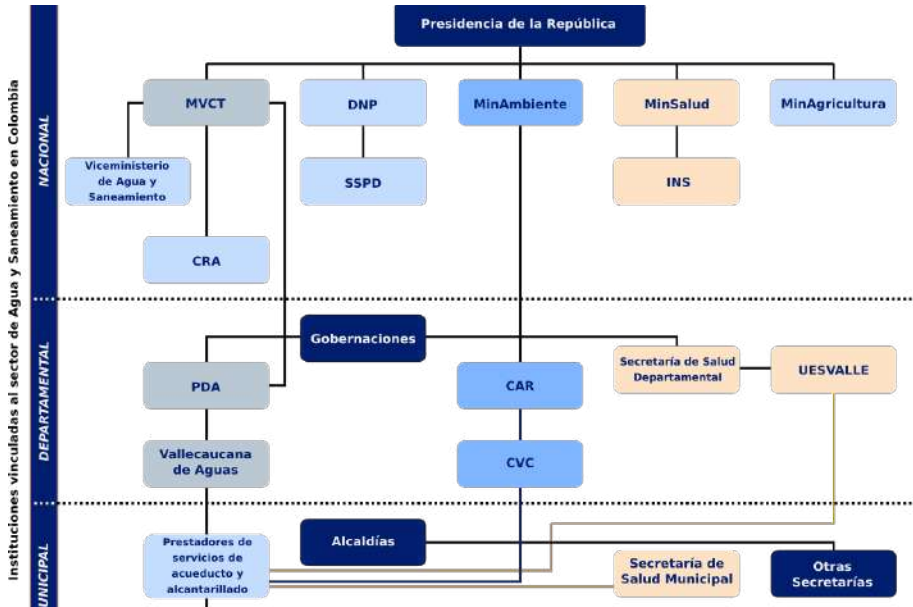 Instituciones vinculadas al sector de Agua y Saneamiento en Colombia
NACIONAL
Presidencia de la República
MVCT
DNP
MinAmbiente
MinSalud
MinAgricultura
Viceministerio
de Agua y
Saneamiento
SSPD
INS
CRA
DEPARTAMENTAL
Gobernaciones
PDA
CAR
Secretaría de Salud
Departamental
UESVALLE
Vallecaucana
de Aguas
CVC
UNICIPAL
Prestadores de
servicios de
acueducto y
alcantarillado
Alcaldías
Secretaría de
Salud Municipal
Otras
Secretarías